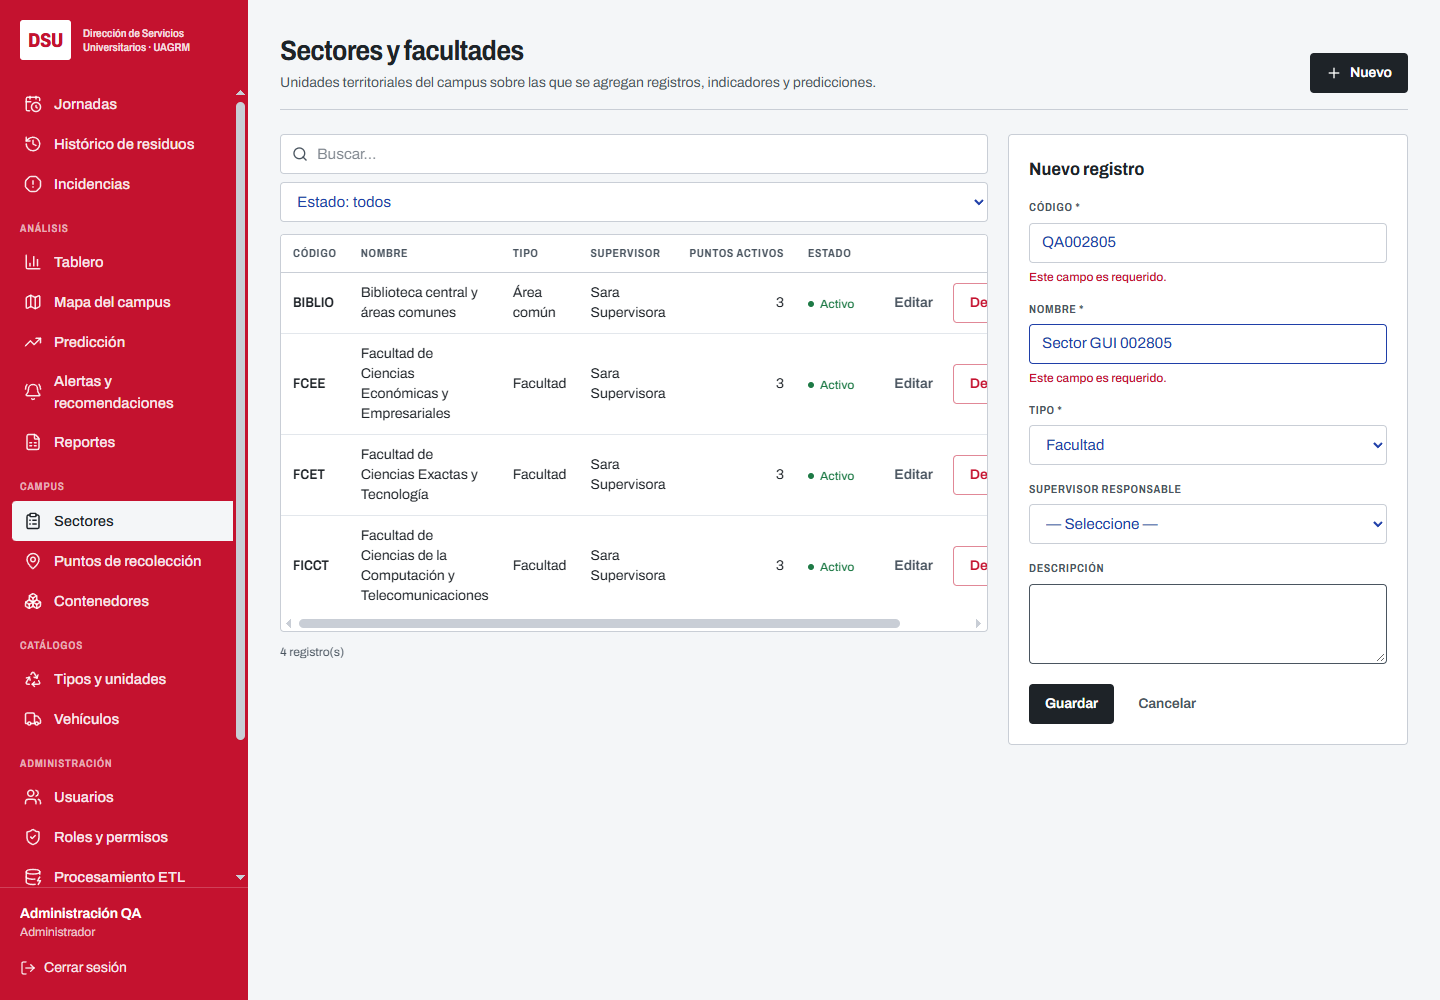 DSU
Dirección de Servicios
Universitarios · UAGRM
Jornadas
Histórico de residuos
Incidencias
ANÁLISIS
Tablero
Mapa del campus
Predicción
Alertas y
recomendaciones
Reportes
CAMPUS
Sectores
Puntos de recolección
Contenedores
CATÁLOGOS
Tipos y unidades
Vehículos
ADMINISTRACIÓN
Usuarios
Roles y permisos
Procesamiento ETL
Administración QA
Administrador
Cerrar sesión
Sectores y facultades
Unidades territoriales del campus sobre las que se agregan registros, indicadores y predicciones.
Nuevo
Buscar...
Estado: todos
CÓDIGO NOMBRE TIPO SUPERVISOR PUNTOS ACTIVOS ESTADO
BIBLIO Biblioteca central y áreas comunes Área común Sara Supervisora 3 Activo Editar De
FCEE Facultad de Ciencias Económicas y Empresariales Facultad Sara Supervisora 3 Activo Editar De
FCET Facultad de Ciencias Exactas y Tecnología Facultad Sara Supervisora 3 Activo Editar De
FICCT Facultad de Ciencias de la Computación y Telecomunicaciones Facultad Sara Supervisora 3 Activo Editar De
4 registro(s)
Nuevo registro
CÓDIGO *
QA002805
Este campo es requerido.
NOMBRE *
Sector GUI 002805
Este campo es requerido.
TIPO *
Facultad
SUPERVISOR RESPONSABLE
— Seleccione —
DESCRIPCIÓN
Guardar Cancelar